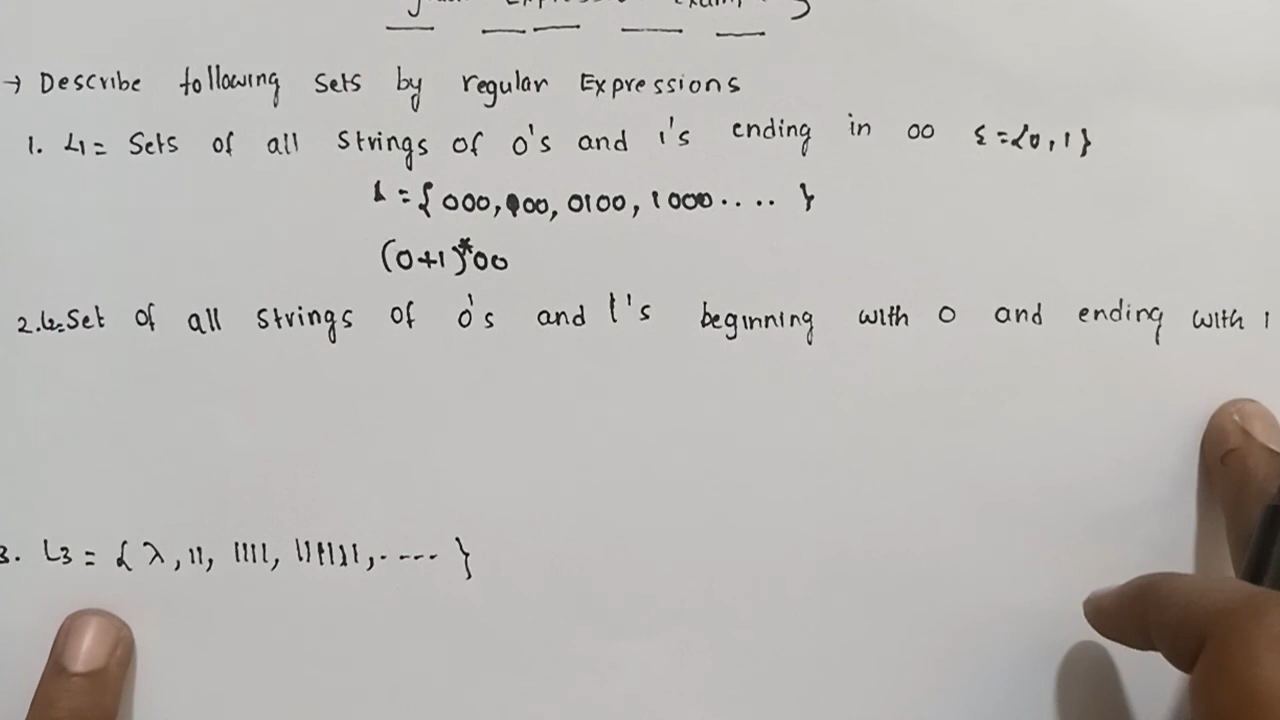 → Describe following sets by regular Expressions
1. L1= Sets of all strings of 0's and 1's ending in 00 Σ={0,1}
L={000,100,0100,1000....}
(0+1)*00
2.L2=Set of all strings of 0's and 1's beginning with 0 and ending with 1
3. L3 = {λ,11,1111,111111,.----}